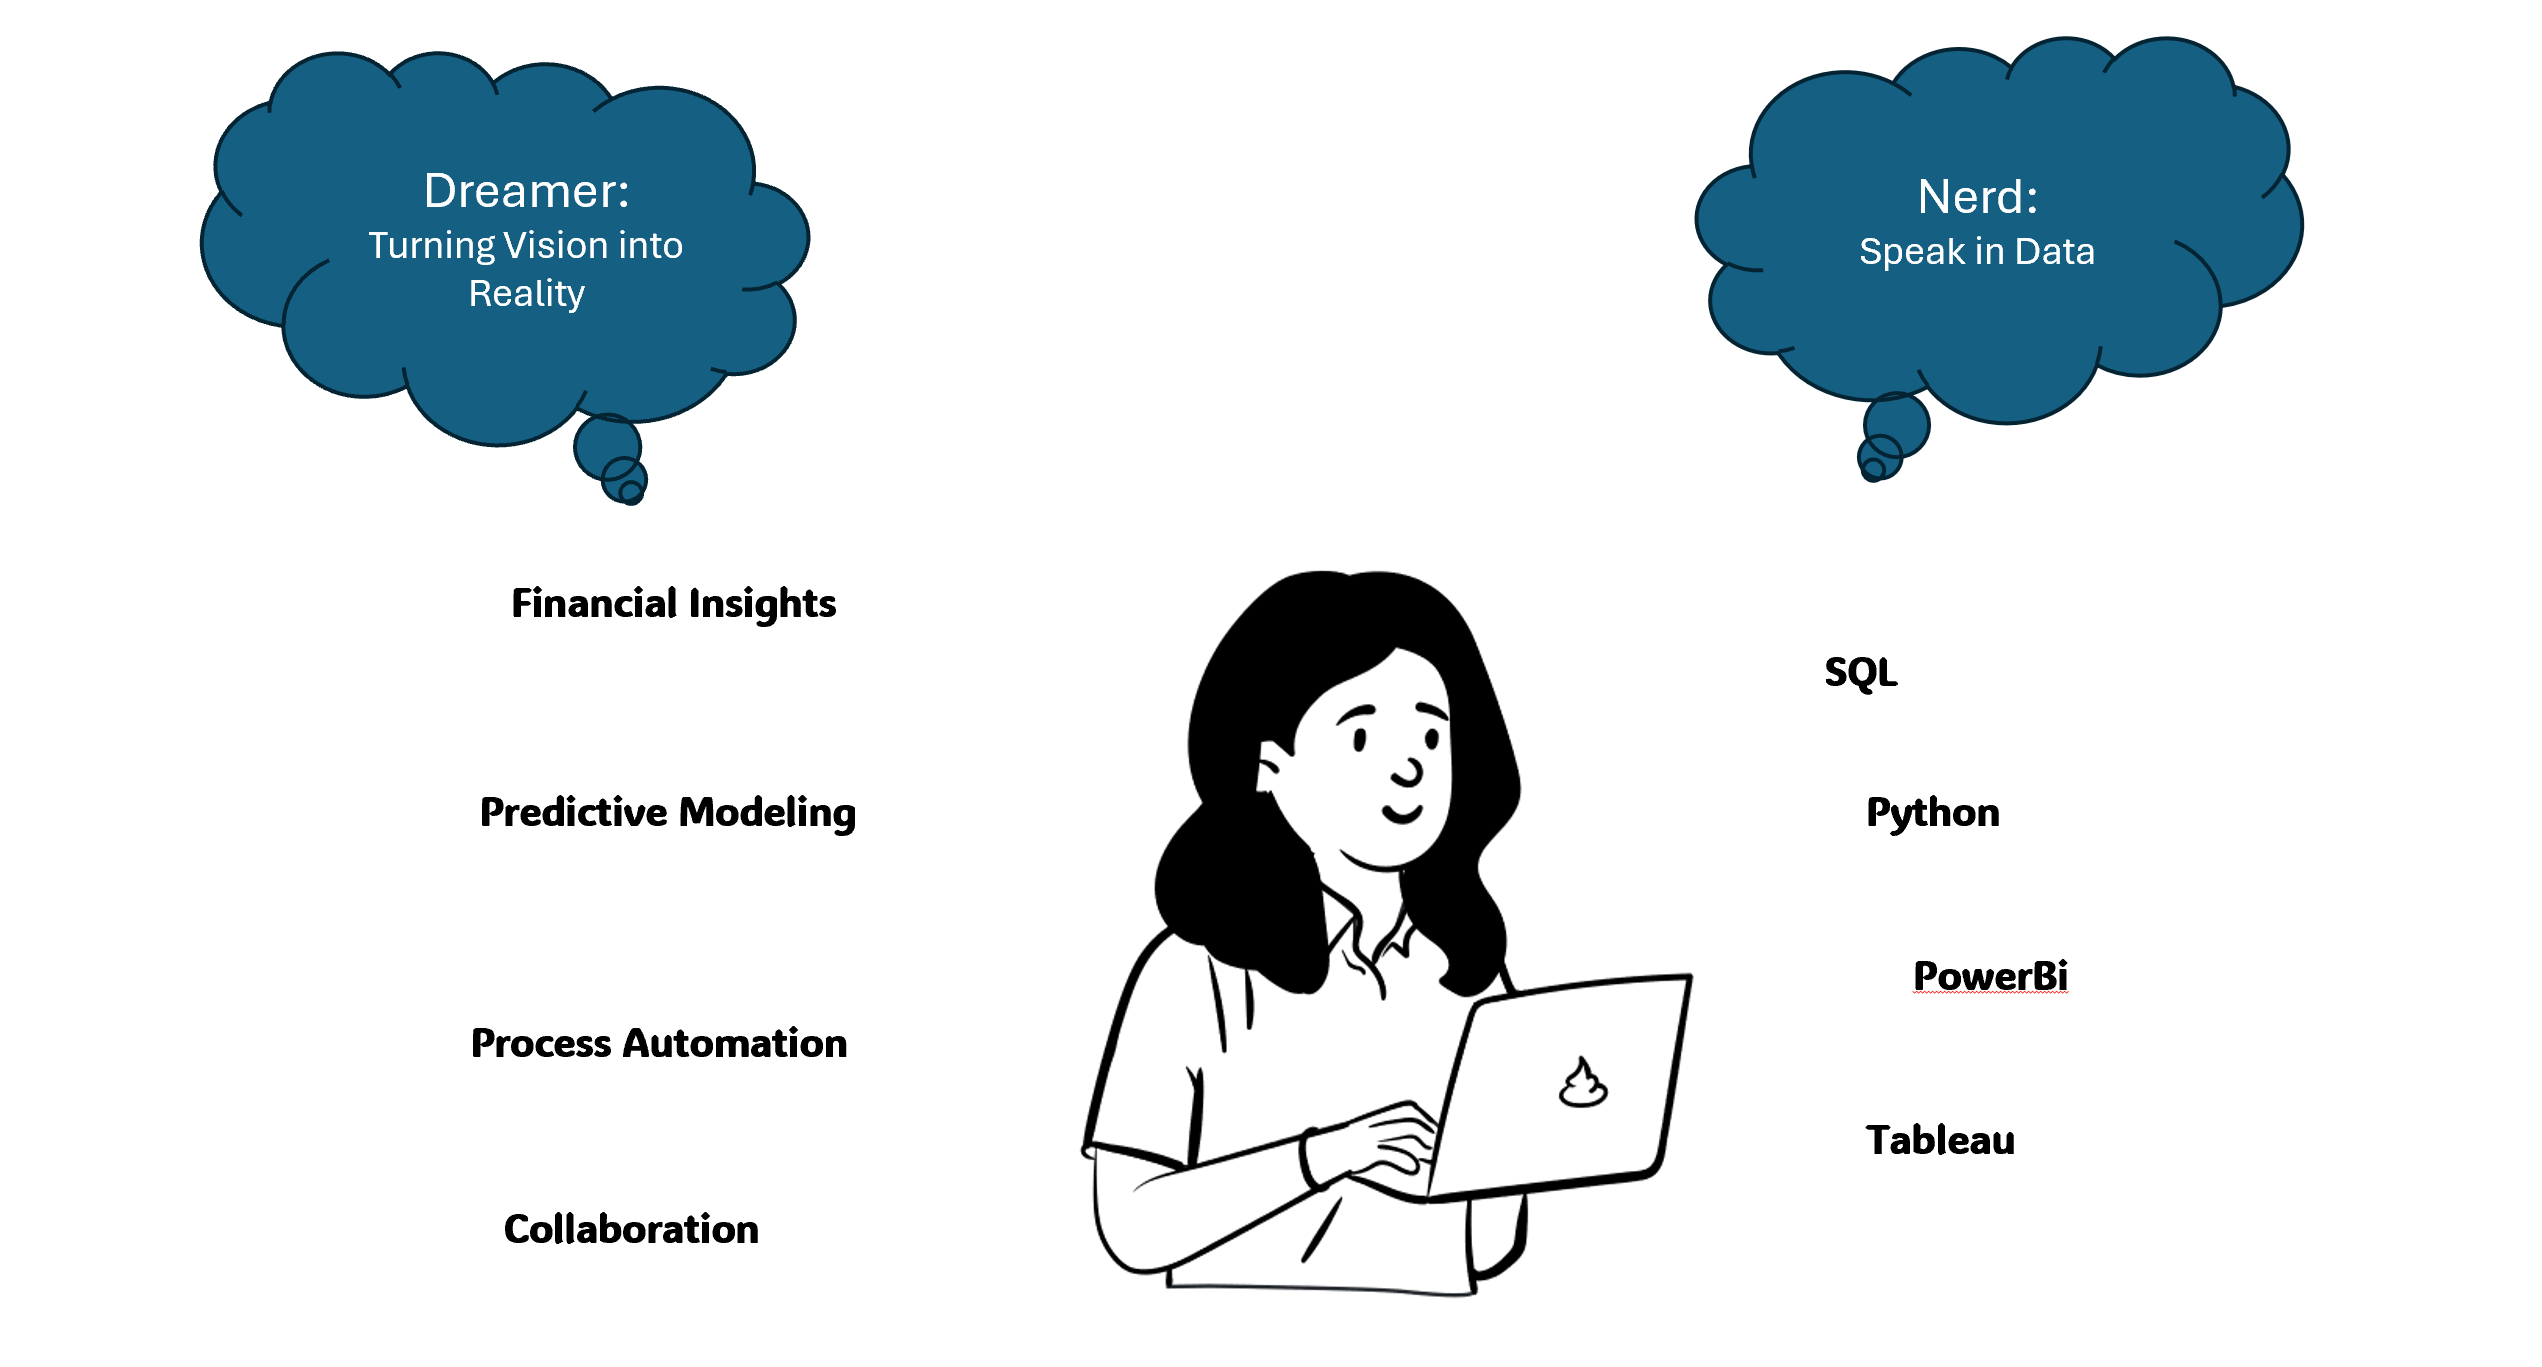 Dreamer:
Turning Vision into
Reality
Nerd:
Speak in Data
Financial Insights
Predictive Modeling
Process Automation
Collaboration
SQL
Python
PowerBi
Tableau